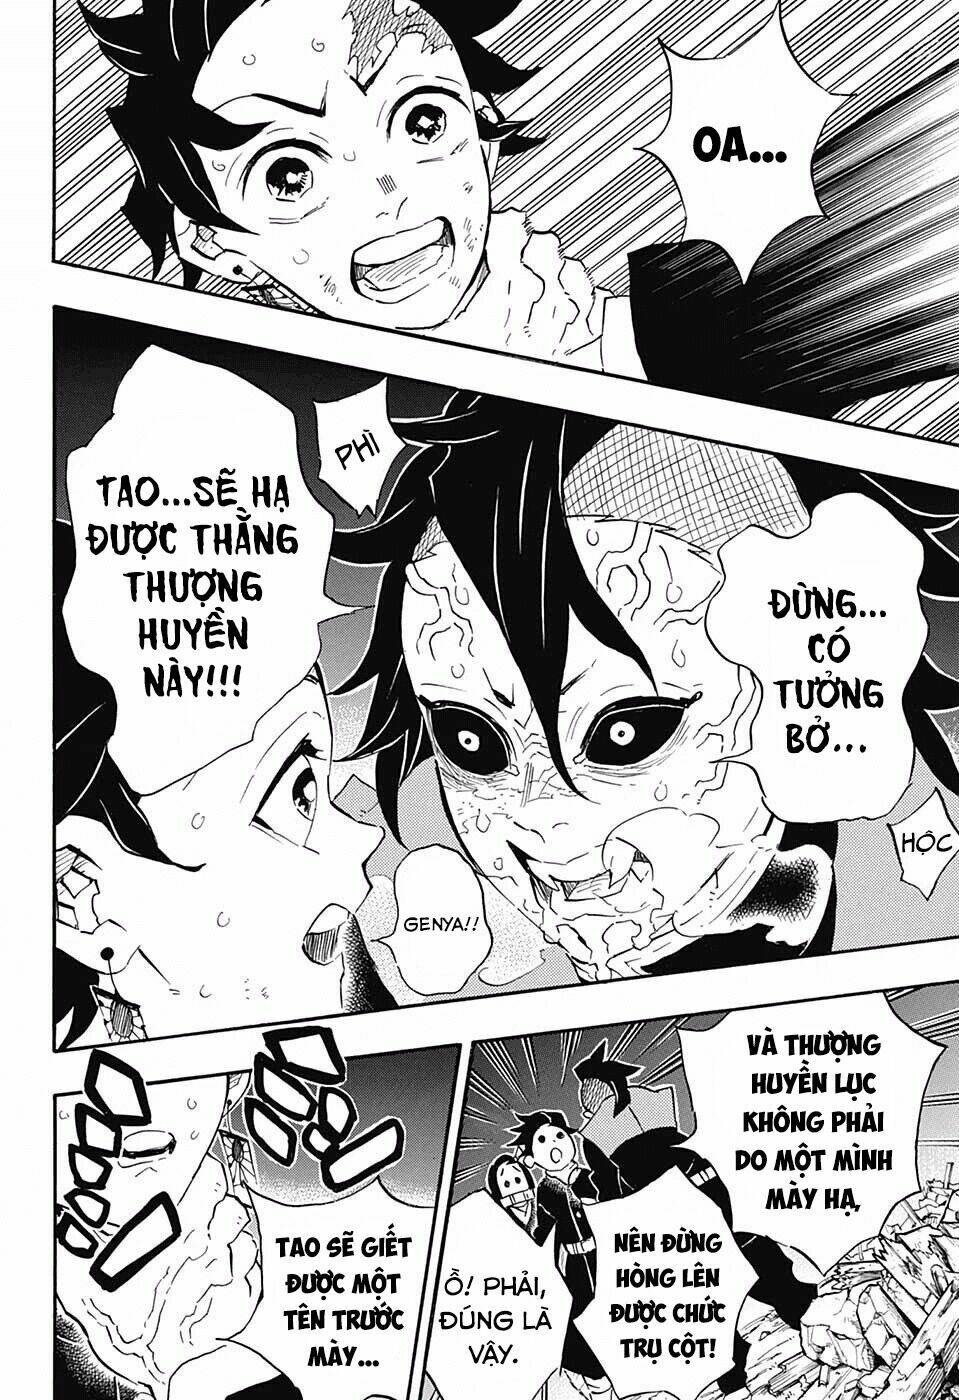 OA...
ĐỪNG...
CÓ
TƯỞNG
BỞ...
HỘC
PHÌ
TAO...SẼ HẠ
ĐƯỢC THẰNG
THƯỢNG
HUYỀN
NÀY!!!
GENYA!!
VÀ THƯỢNG
HUYỀN LỤC
KHÔNG PHẢI
DO MỘT MÌNH
MÀY HẠ,
NÊN ĐỪNG
HÒNG LÊN
ĐƯỢC CHỨC
TRỤ CỘT!
Ồ! PHẢI,
ĐÚNG LÀ
VẬY.
TAO SẼ GIẾT
ĐƯỢC MỘT
TÊN TRƯỚC
MÀY...